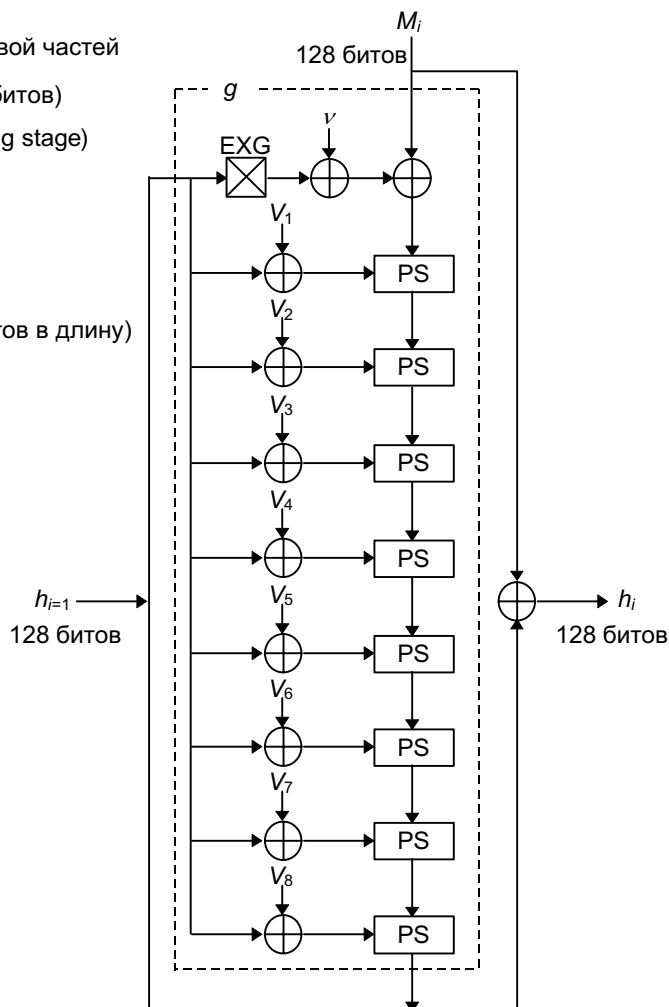 M_i
вой частей
128 битов
битов)
g
g stage)
ν
EXG
V_1
PS
V_2
тов в длину)
PS
V_3
PS
V_4
PS
h_{i=1}
V_5
h_i
128 битов
PS
128 битов
V_6
PS
V_7
PS
V_8
PS